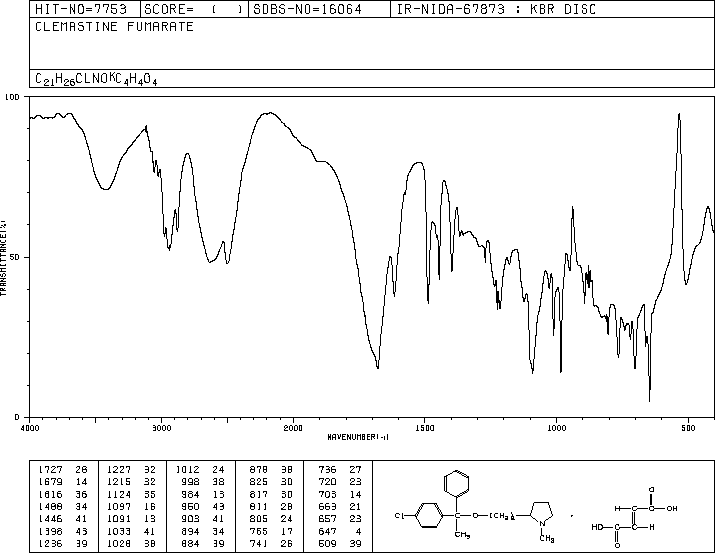 HIT-NO=7753 SCORE= ( ) SDBS-NO=16064 IR-NIDA-67873 : KBR DISC
CLEMASTINE FUMARATE
C21H26CLNO*C4H4O4
100
50
0
TRANSMITTANCE(%)
4000 3000 2000 1500 1000 500
WAVENUMBER(-1)
1727 26 1227 32 1012 24 878 38 736 27
1679 14 1215 32 998 38 825 30 720 23
1616 36 1124 35 984 13 817 30 703 14
1488 34 1097 16 950 43 811 28 663 21
1446 41 1091 13 903 41 805 24 657 23
1398 43 1033 41 894 34 765 17 647 4
1236 39 1028 38 884 39 741 26 509 39
Cl
O
CH3
N
CH3
O
OH
HO
H
H
O